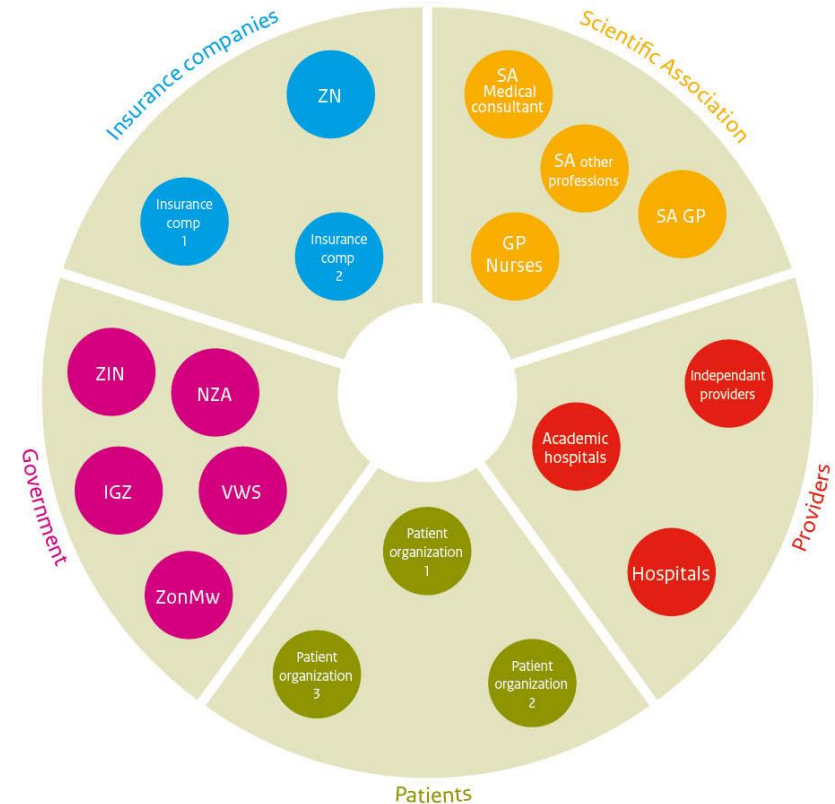 Insurance companies
ZN
Insurance
comp
1
Insurance
comp
2
Scientific Association
SA
Medical
consultant
SA other
professions
SA GP
GP
Nurses
Providers
Independant
providers
Academic
hospitals
Hospitals
Patients
Patient
organization
1
Patient
organization
2
Patient
organization
3
Government
ZIN
NZA
IGZ
VWS
ZonMw